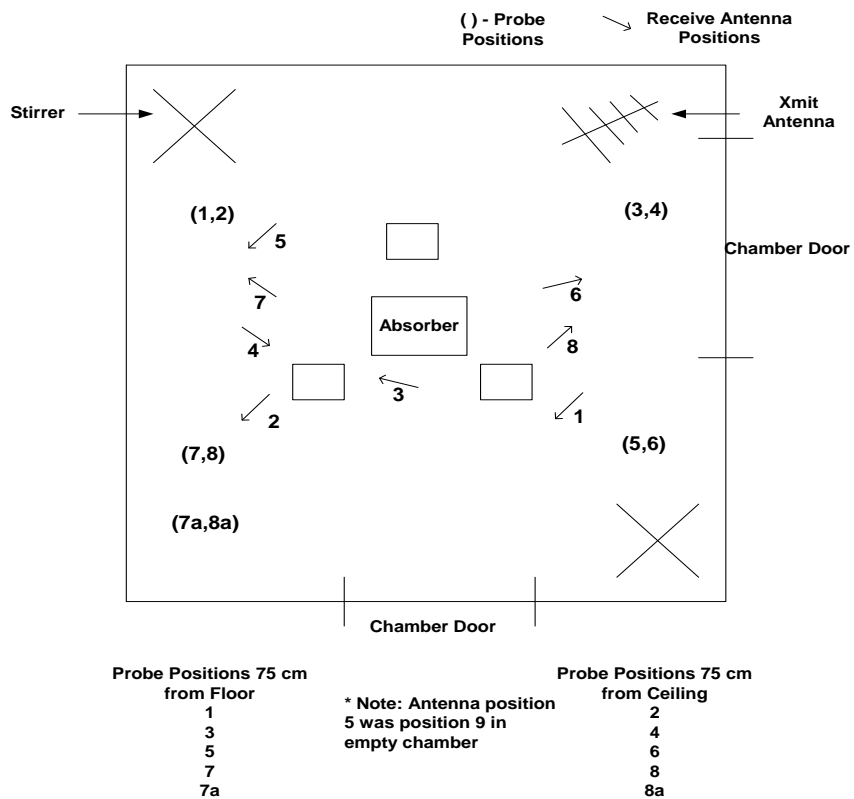 ( ) - Probe
Positions
Receive Antenna
Positions
Stirrer
Xmit
Antenna
(1,2)
(3,4)
5
Chamber Door
7
6
Absorber
4
8
3
2
1
(5,6)
(7,8)
(7a,8a)
Chamber Door
Probe Positions 75 cm
from Floor
1
3
5
7
7a
* Note: Antenna position
5 was position 9 in
empty chamber
Probe Positions 75 cm
from Ceiling
2
4
6
8
8a